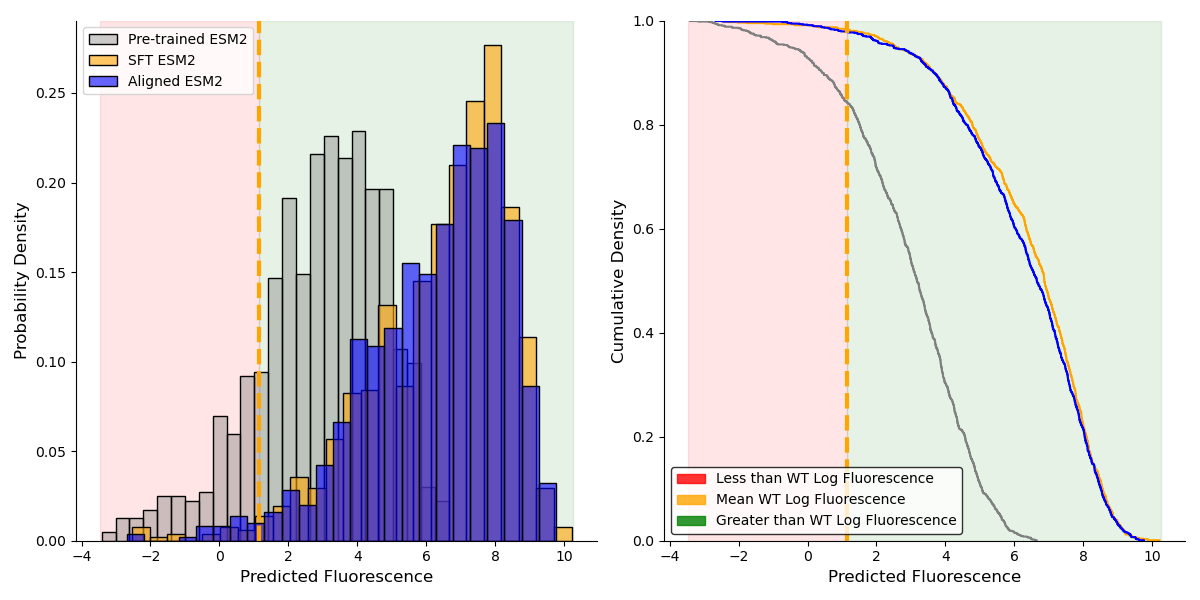 Pre-trained ESM2
SFT ESM2
Aligned ESM2
Probability Density
0.25
0.20
0.15
0.10
0.05
0.00
−4
−2
0
2
4
6
8
10
Predicted Fluorescence
Cumulative Density
1.0
0.8
0.6
0.4
0.2
0.0
Less than WT Log Fluorescence
Mean WT Log Fluorescence
Greater than WT Log Fluorescence
−4
−2
0
2
4
6
8
10
Predicted Fluorescence